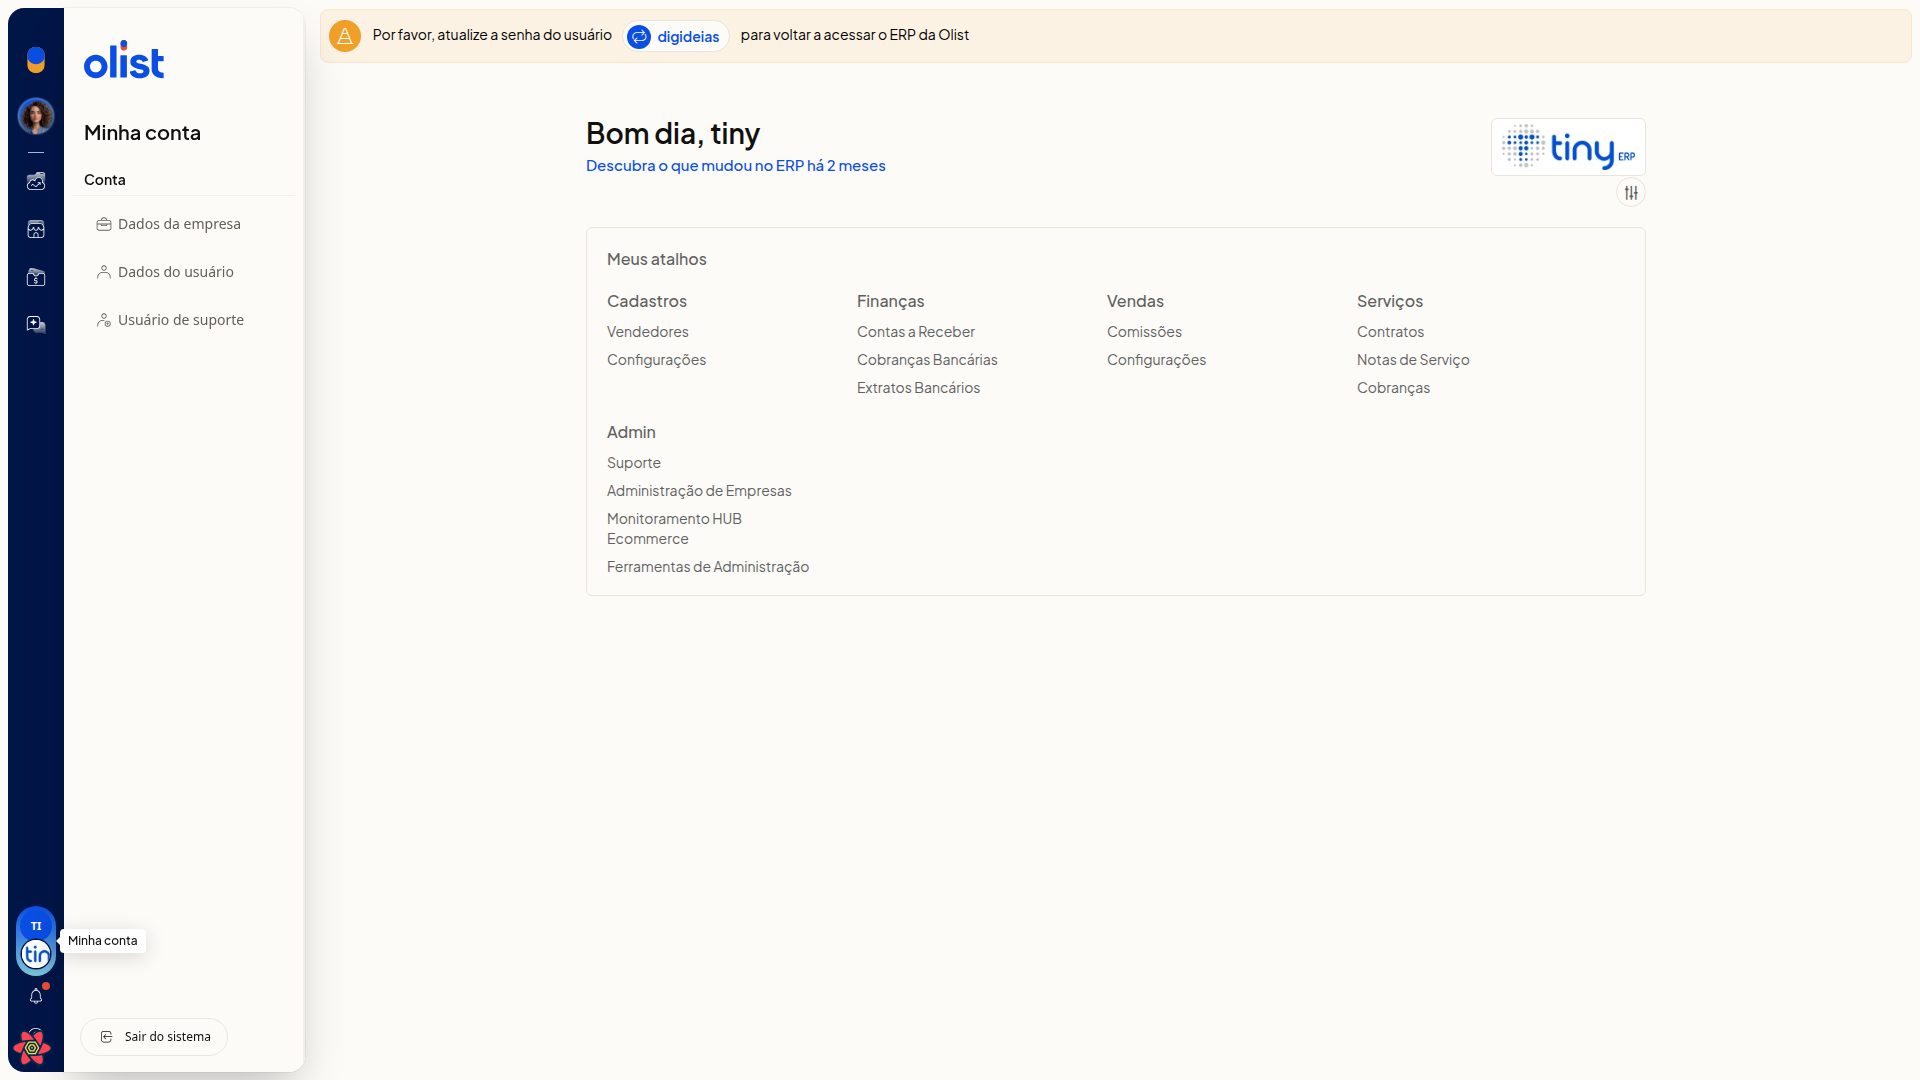 olist
Minha conta
Conta
Dados da empresa
Dados do usuário
Usuário de suporte
TI
tin
Minha conta
Sair do sistema
Por favor, atualize a senha do usuário digideias para voltar a acessar o ERP da Olist
Bom dia, tiny
Descubra o que mudou no ERP há 2 meses
tiny ERP
Meus atalhos
Cadastros
Vendedores
Configurações
Finanças
Contas a Receber
Cobranças Bancárias
Extratos Bancários
Vendas
Comissões
Configurações
Serviços
Contratos
Notas de Serviço
Cobranças
Admin
Suporte
Administração de Empresas
Monitoramento HUB
Ecommerce
Ferramentas de Administração